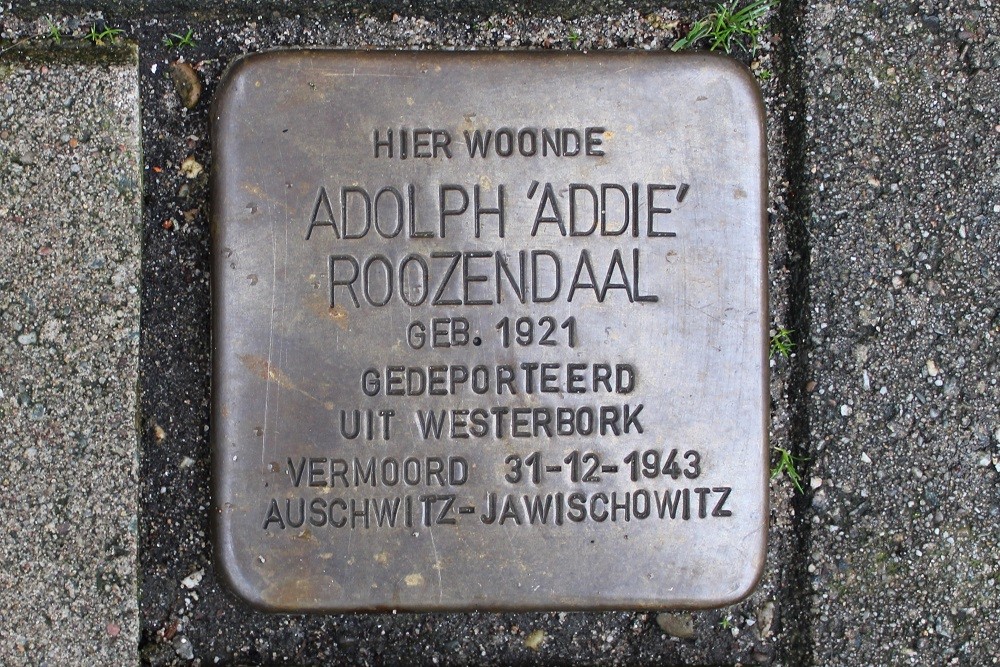 HIER WOONDE
ADOLPH 'ADDIE'
ROOZENDAAL
GEB. 1921
GEDEPORTEERD
UIT WESTERBORK
VERMOORD 31-12-1943
AUSCHWITZ-JAWISCHOWITZ